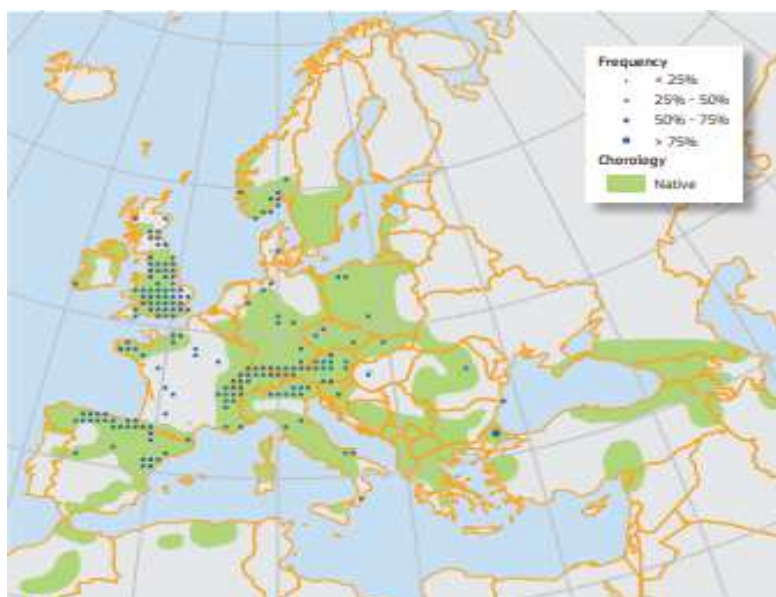 Frequency
< 25%
25% - 50%
50% - 75%
> 75%
Chorology
Native